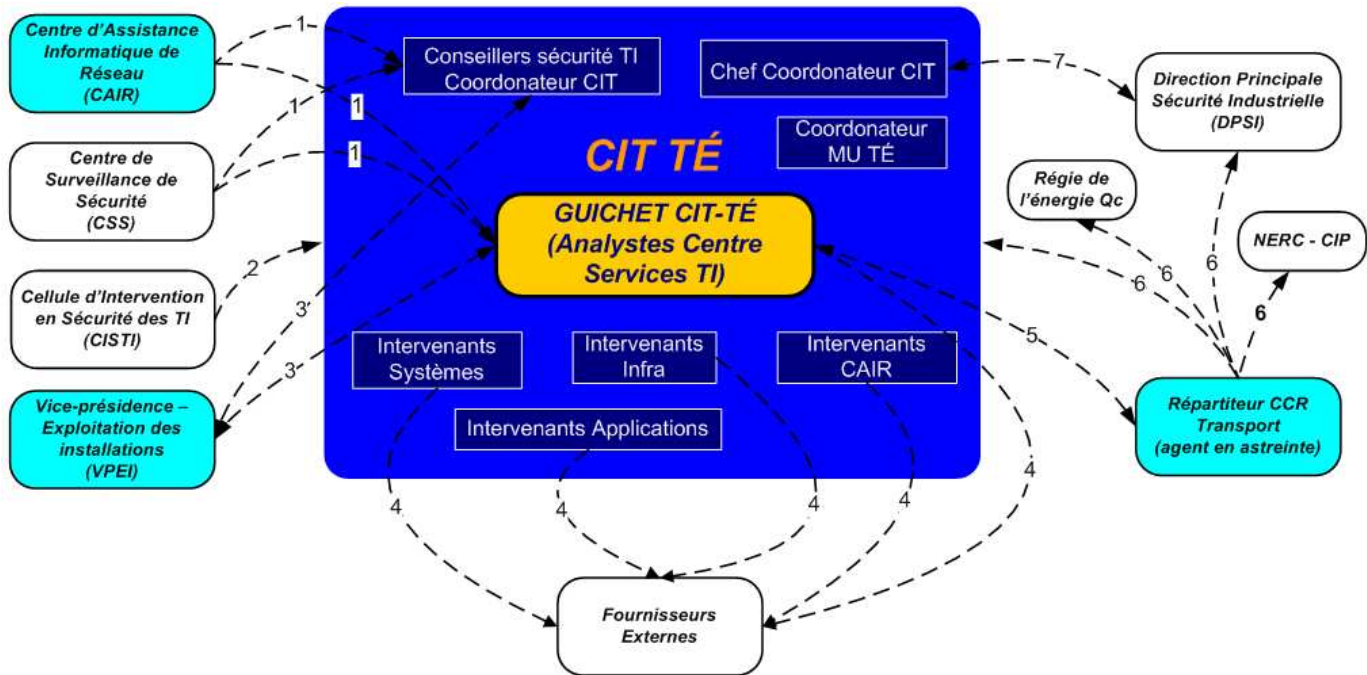 Centre d'Assistance
Informatique de
Réseau
(CAIR)
1
Conseillers sécurité TI
Coordonateur CIT
Chef Coordonateur CIT
7
Direction Principale
Sécurité Industrielle
(DPSI)
1
1
Centre de
Surveillance de
Sécurité
(CSS)
1
CIT TÉ
Coordonateur
MU TÉ
Régie de
l'énergie Qc
GUICHET CIT-TÉ
(Analystes Centre
Services TI)
NERC - CIP
2
6
6
6
6
Cellule d'Intervention
en Sécurité des TI
(CISTI)
3
3
5
Intervenants
Systèmes
Intervenants
Infra
Intervenants
CAIR
Vice-présidence –
Exploitation des
installations
(VPEI)
Intervenants Applications
Répartiteur CCR
Transport
(agent en astreinte)
4
4
4
4
4
Fournisseurs
Externes